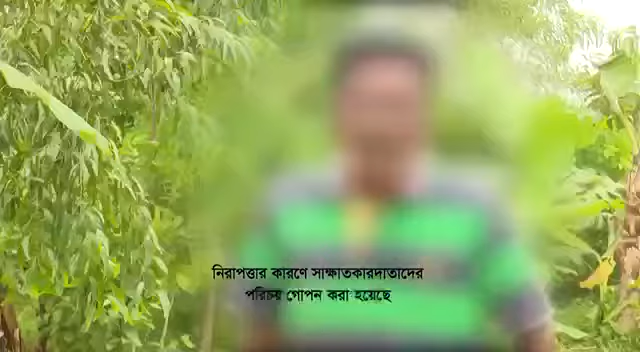 নিরাপত্তার কারণে সাক্ষাতকারদাতাদের
পরিচয় গোপন করা হয়েছে